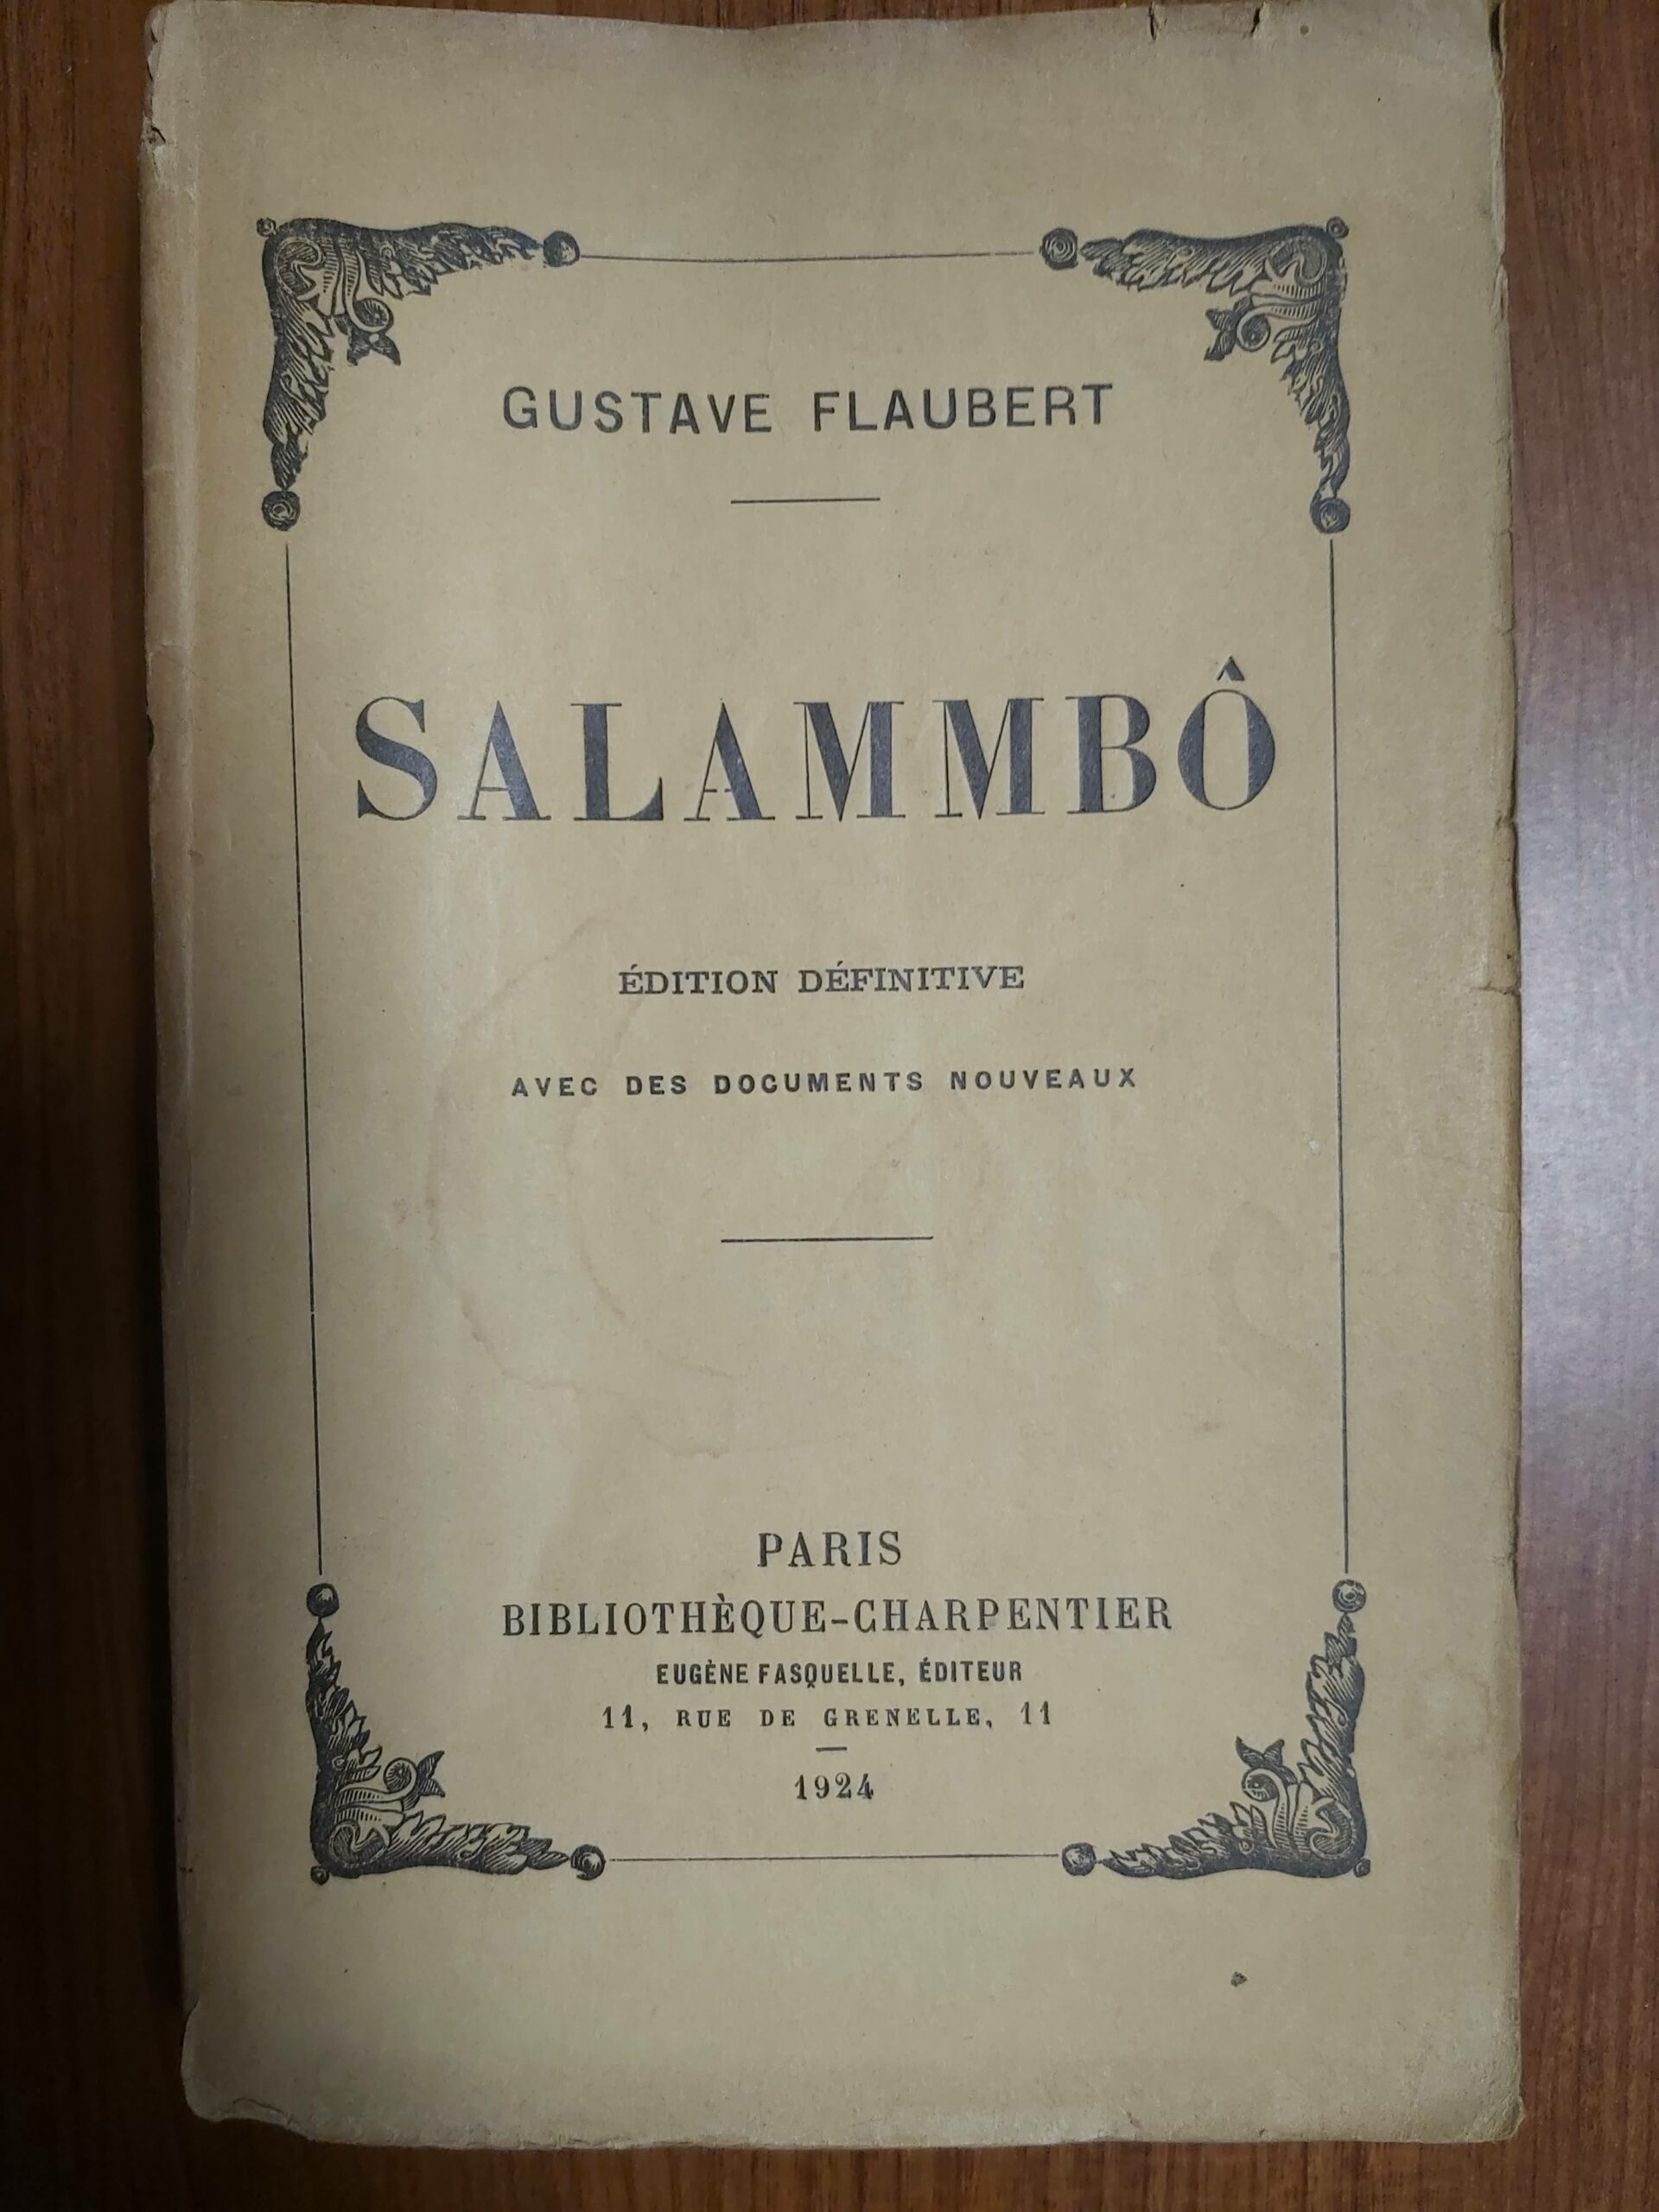 GUSTAVE FLAUBERT
SALAMMBÔ
ÉDITION DÉFINITIVE
AVEC DES DOCUMENTS NOUVEAUX
PARIS
BIBLIOTHÈQUE-CHARPENTIER
EUGÈNE FASQUELLE, ÉDITEUR
11, RUE DE GRENELLE, 11
1924